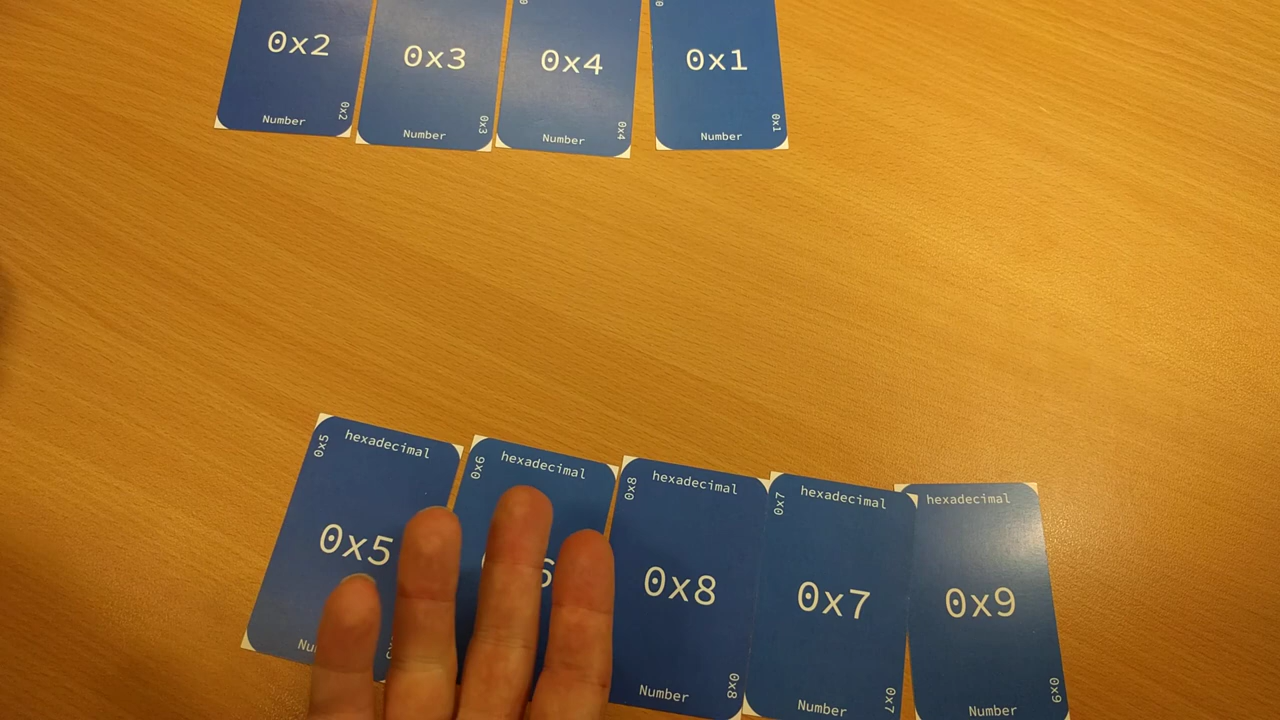 0x2
Number
0x2
0x3
Number
0x3
0x4
Number
0x4
0x1
Number
0x1
0x5
hexadecimal
0x5
0x6
hexadecimal
0x8
hexadecimal
0x8
Number
0x8
0x7
hexadecimal
0x7
Number
0x7
hexadecimal
0x9
Number
0x9